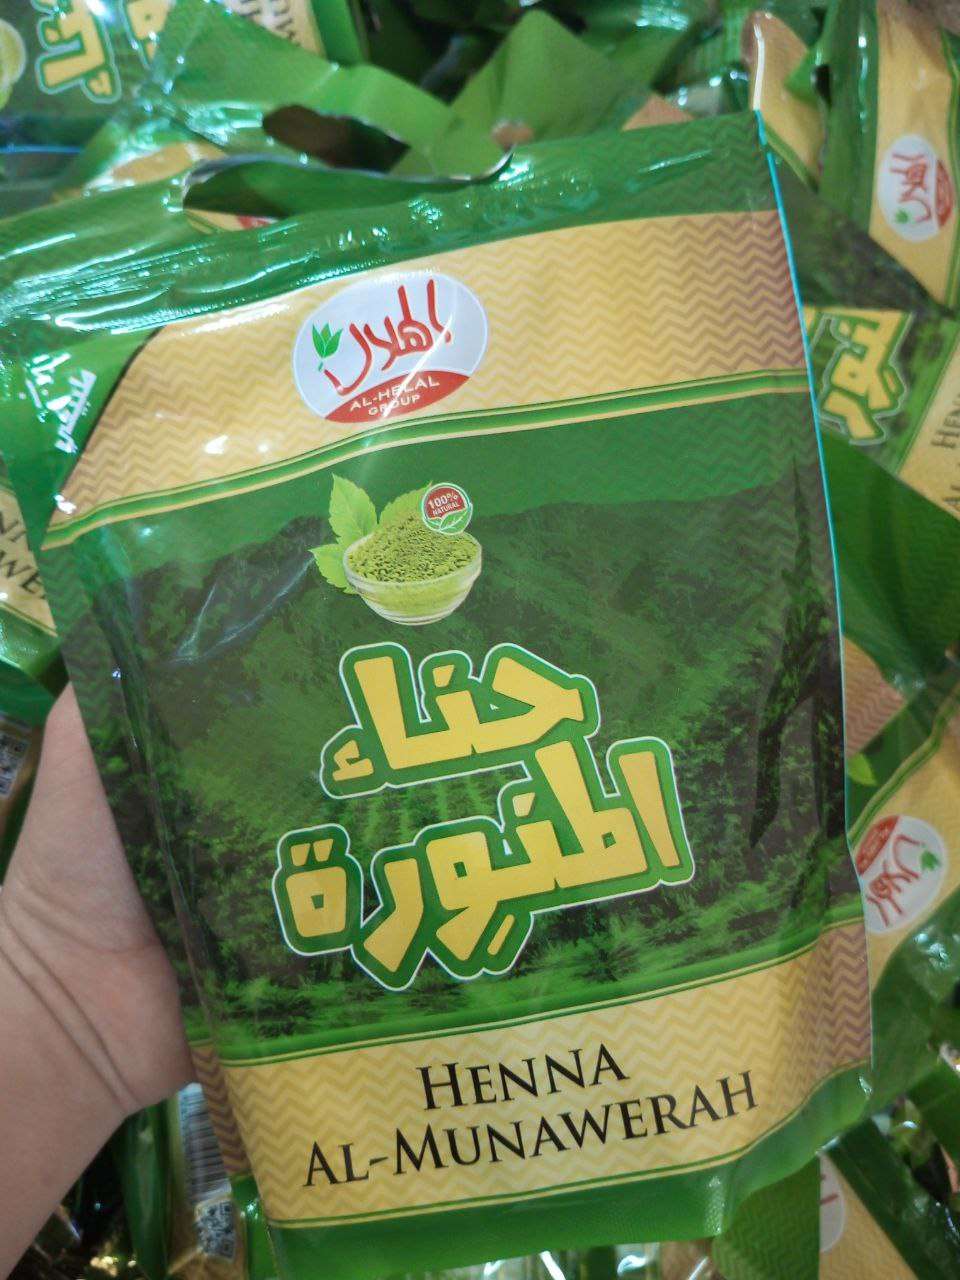 الهلال
AL-HELAL
GROUP
100%
NATURAL
حناء
المنورة
HENNA
AL-MUNAWERAH